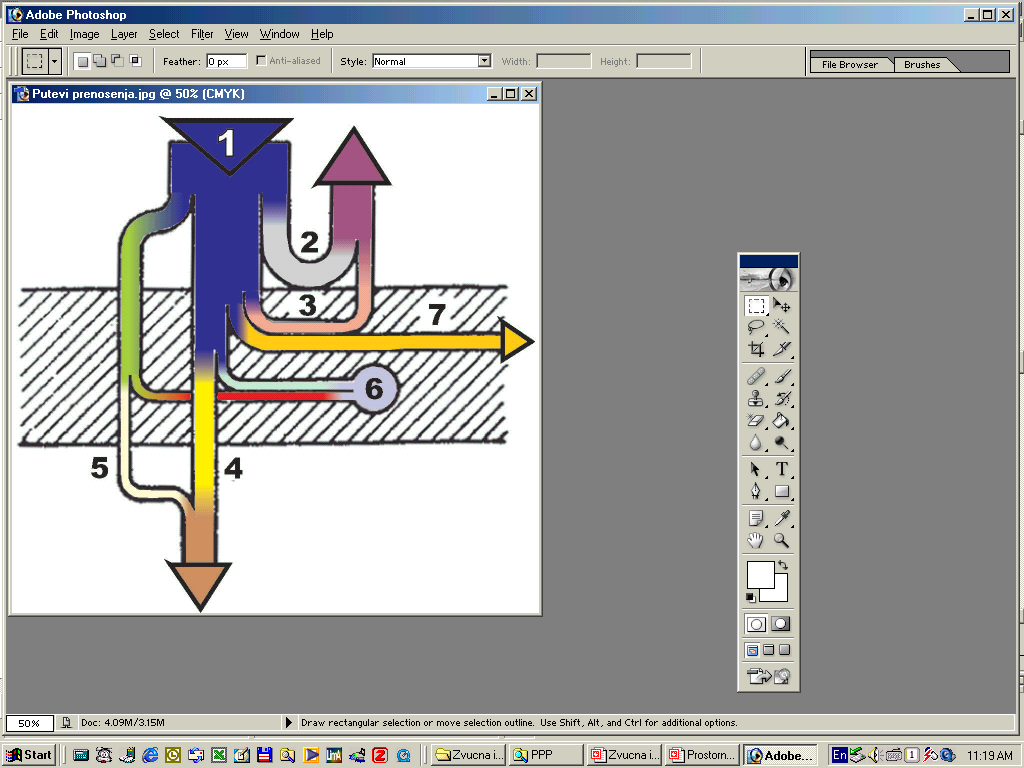 Adobe Photoshop
File Edit Image Layer Select Filter View Window Help
Feather: 0 px Anti-aliased Style: Normal Width: Height: File Browser Brushes
Putevi prenosenja.jpg @ 50% (CMYK)
1
2
3
7
6
5 4
T
50% Doc: 4.09M/3.15M Draw rectangular selection or move selection outline. Use Shift, Alt, and Ctrl for additional options.
Start Zvucna i... PPP Zvucna i... Prostorn... Adobe... En 1 11:19 AM